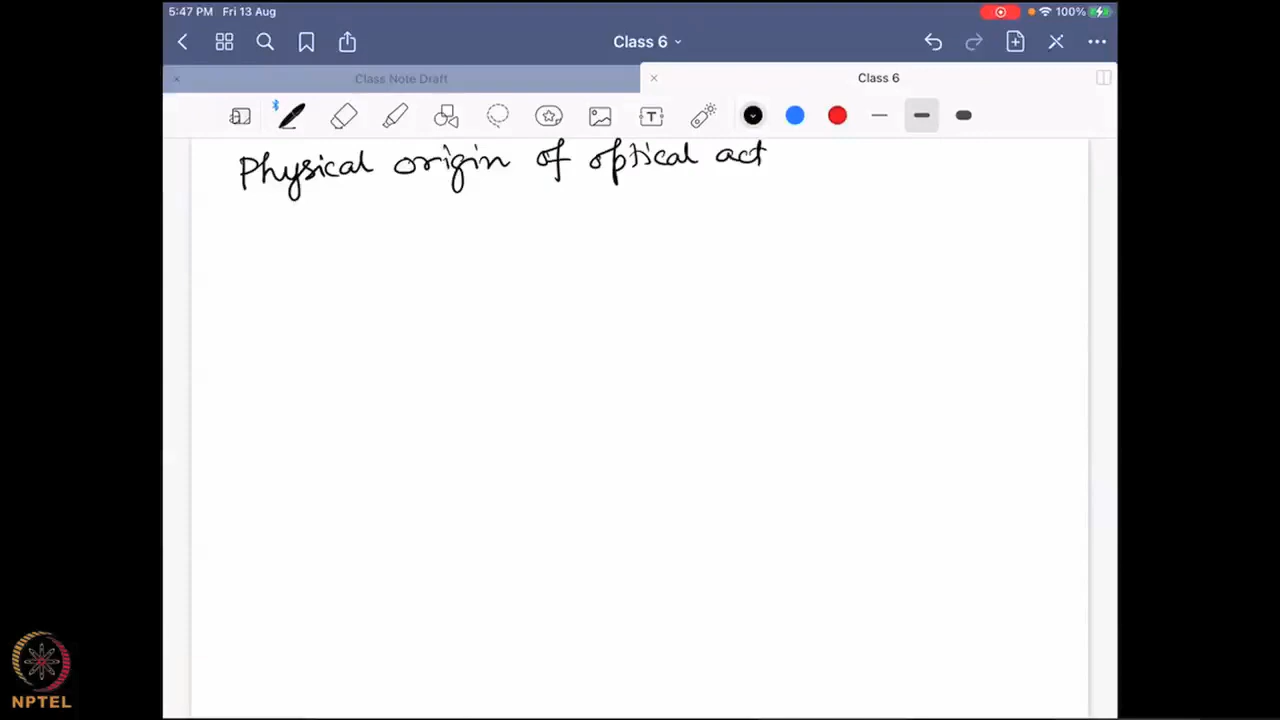 5:47 PM Fri 13 Aug 100%
Class 6
Class Note Draft Class 6
T
Physical origin of optical act
NPTEL